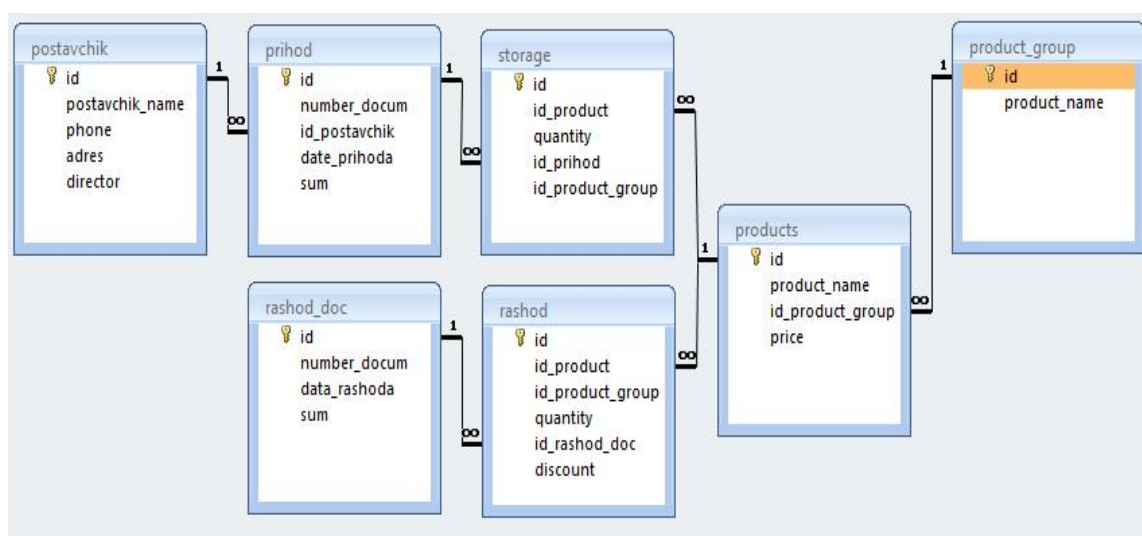 postavchik
id
postavchik_name
phone
adres
director
prihod
id
number_docum
id_postavchik
date_prihoda
sum
storage
id
id_product
quantity
id_prihod
id_product_group
product_group
id
product_name
products
id
product_name
id_product_group
price
rashod_doc
id
number_docum
data_rashoda
sum
rashod
id
id_product
id_product_group
quantity
id_rashod_doc
discount
1
∞
1
∞
∞
1
∞
1
∞
1
∞